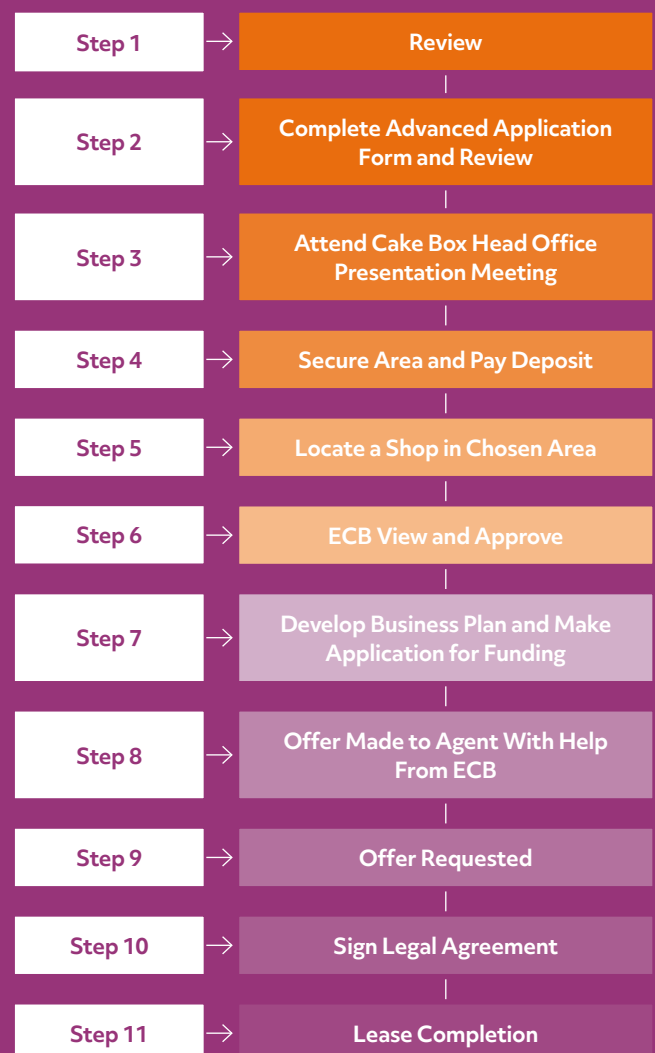 Step 1
Review
Step 2
Complete Advanced Application
Form and Review
Step 3
Attend Cake Box Head Office
Presentation Meeting
Step 4
Secure Area and Pay Deposit
Step 5
Locate a Shop in Chosen Area
Step 6
ECB View and Approve
Step 7
Develop Business Plan and Make
Application for Funding
Step 8
Offer Made to Agent With Help
From ECB
Step 9
Offer Requested
Step 10
Sign Legal Agreement
Step 11
Lease Completion